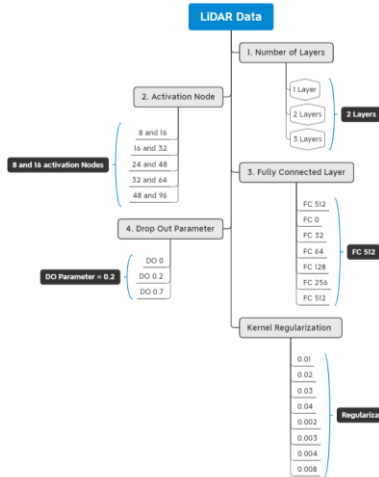 LiDAR Data
1. Number of Layers
1 Layer
2 Layers
3 Layers
2 Layers
2. Activation Node
8 and 16
16 and 32
24 and 48
32 and 64
48 and 96
8 and 16 activation Nodes
3. Fully Connected Layer
FC 512
FC 0
FC 32
FC 64
FC 128
FC 256
FC 512
FC 512
4. Drop Out Parameter
DO 0
DO 0.2
DO 0.7
DO Parameter = 0.2
Kernel Regularization
0.01
0.02
0.03
0.04
0.002
0.003
0.004
0.008
Regulariza